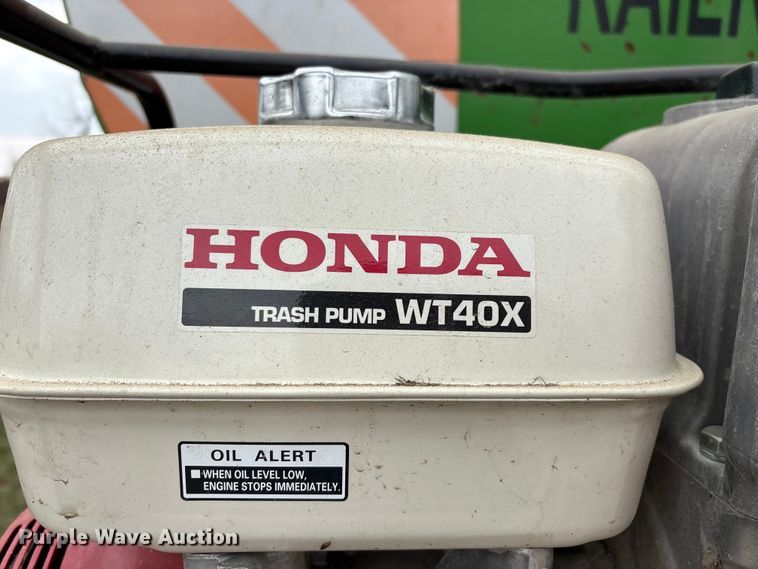 HONDA
TRASH PUMP WT40X
OIL ALERT
WHEN OIL LEVEL LOW,
ENGINE STOPS IMMEDIATELY.
Purple Wave Auction